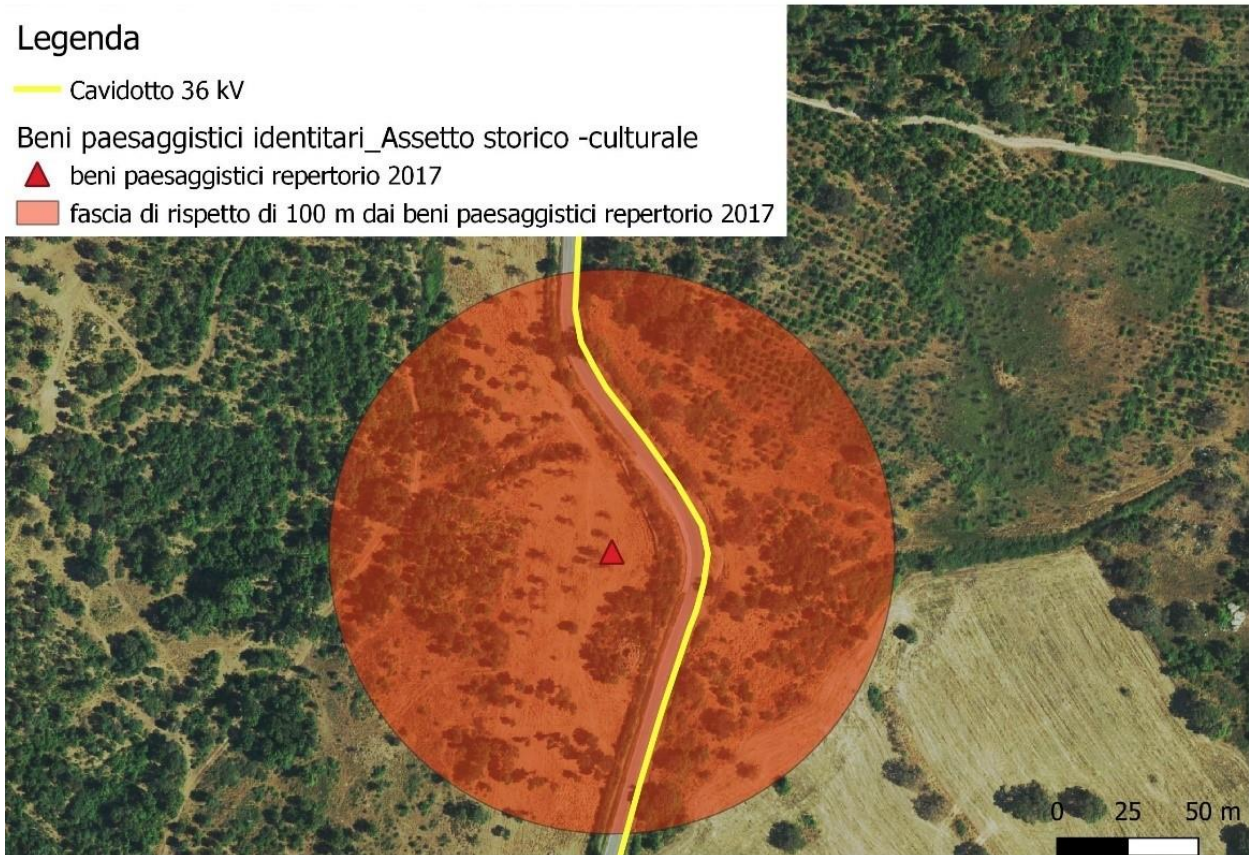 Legenda
Cavidotto 36 kV
Beni paesaggistici identitari_Assetto storico -culturale
beni paesaggistici repertorio 2017
fascia di rispetto di 100 m dai beni paesaggistici repertorio 2017
0 25 50 m